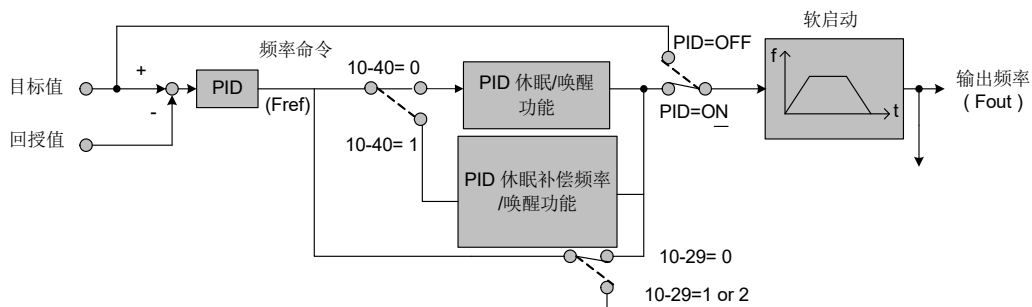 软启动
频率命令
PID=OFF
目标值
+
10-40= 0
PID 休眠/唤醒
功能
f
输出频率
( Fout )
PID
(Fref)
-
PID=ON
t
回授值
10-40= 1
PID 休眠补偿频率
/唤醒功能
10-29= 0
10-29=1 or 2